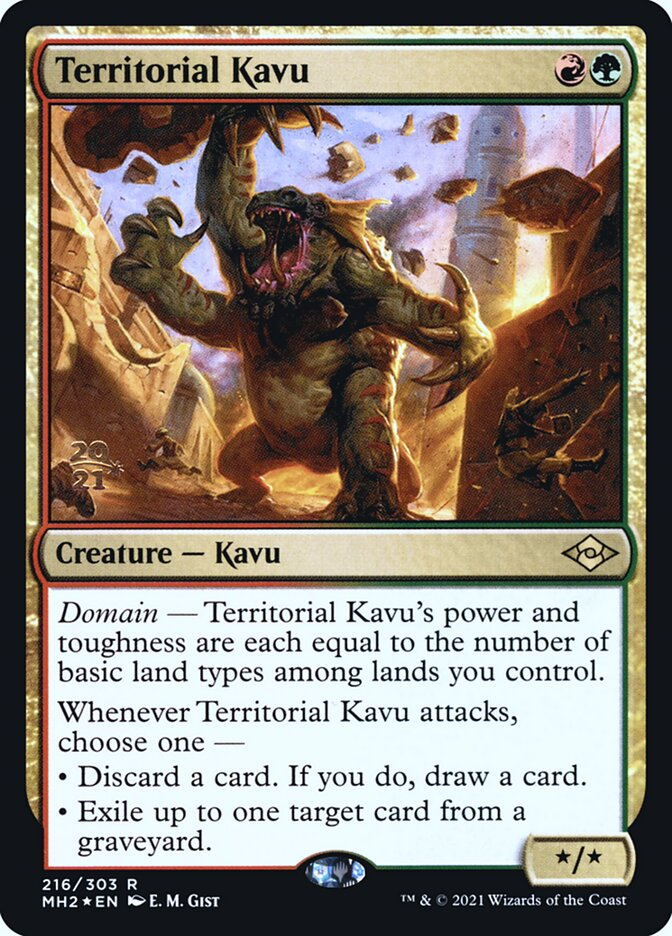 Territorial Kavu
20
21
Creature — Kavu
Domain — Territorial Kavu's power and
toughness are each equal to the number of
basic land types among lands you control.
Whenever Territorial Kavu attacks,
choose one —
• Discard a card. If you do, draw a card.
• Exile up to one target card from a
graveyard.
★/★
216/303 R
MH2★EN E. M. Gist
™ & © 2021 Wizards of the Coast